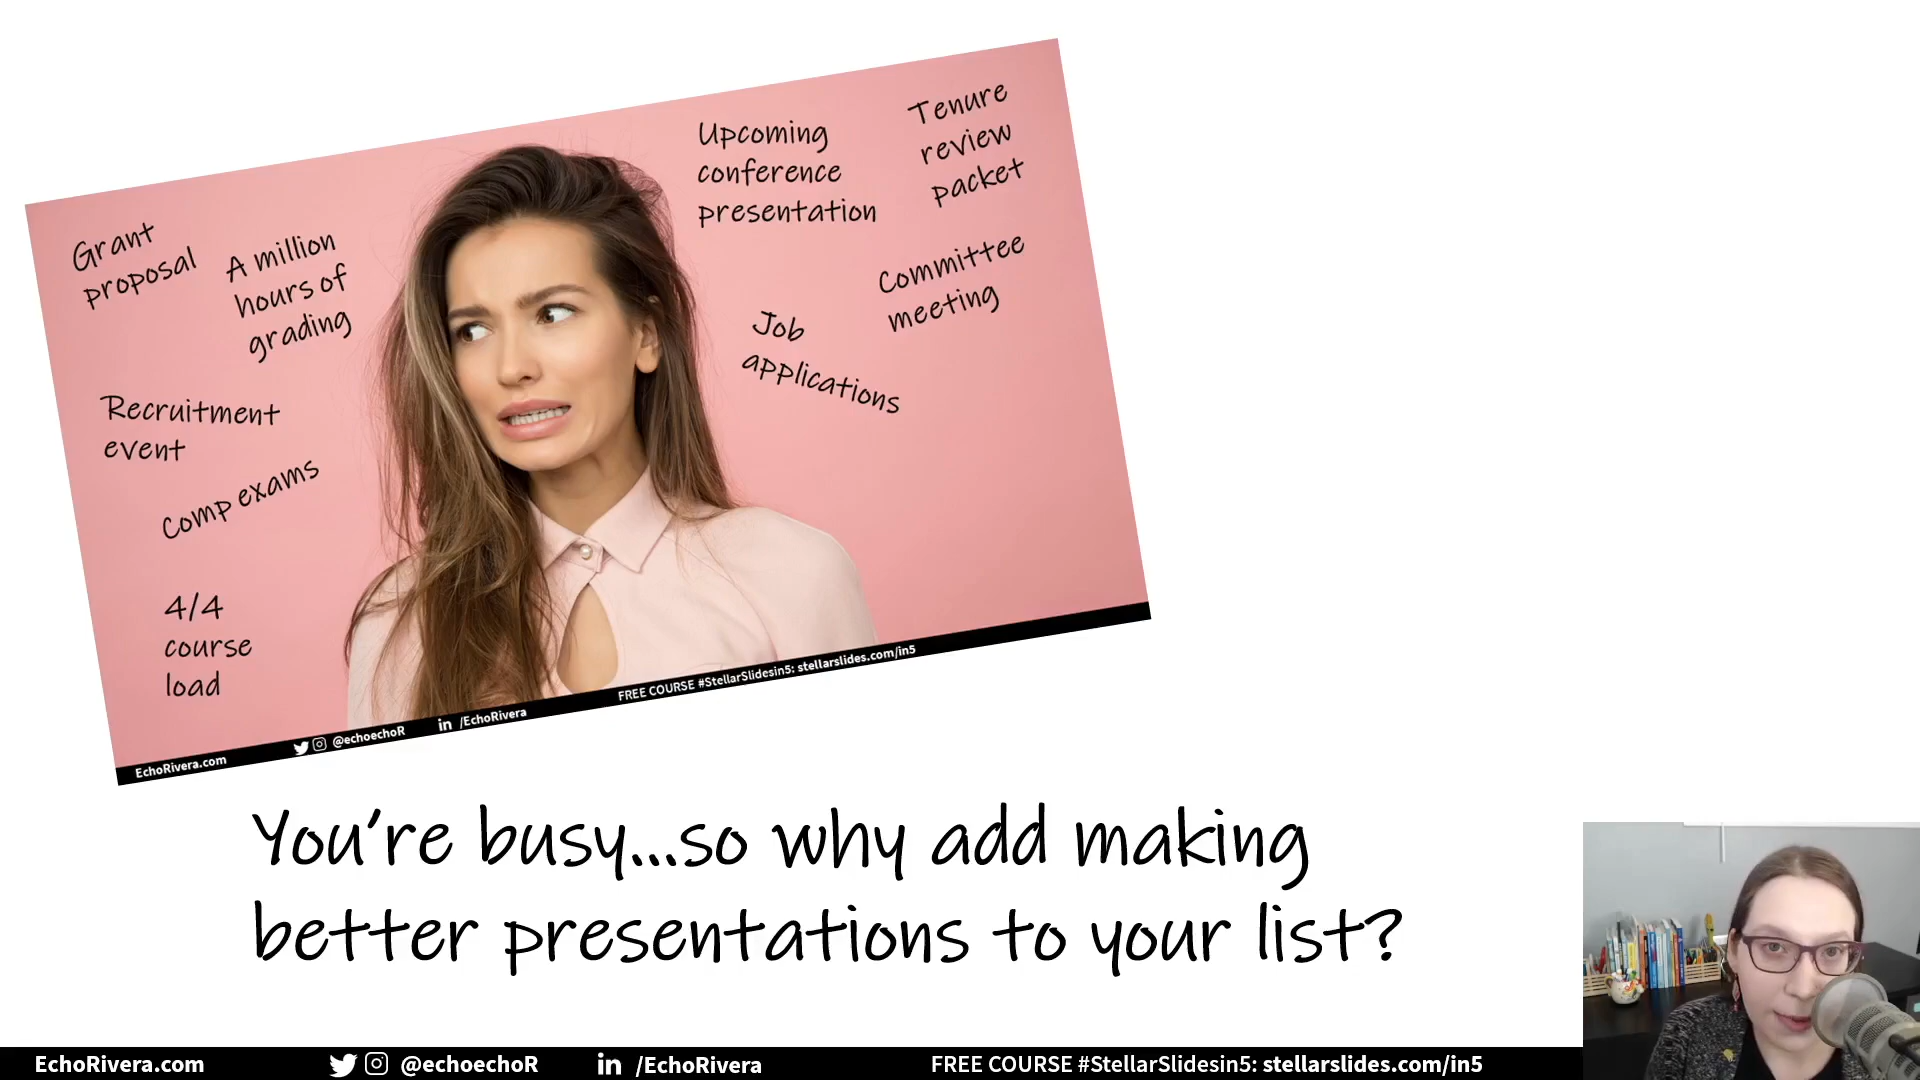 Grant
proposal
A million
hours of
grading
Upcoming
conference
presentation
Tenure
review
packet
Committee
meeting
Job
applications
Recruitment
event
Comp exams
4/4
course
load
EchoRivera.com
@echoechoR
in /EchoRivera
FREE COURSE #StellarSlidesin5: stellarslides.com/in5
You're busy...so why add making
better presentations to your list?
EchoRivera.com
@echoechoR
in /EchoRivera
FREE COURSE #StellarSlidesin5: stellarslides.com/in5